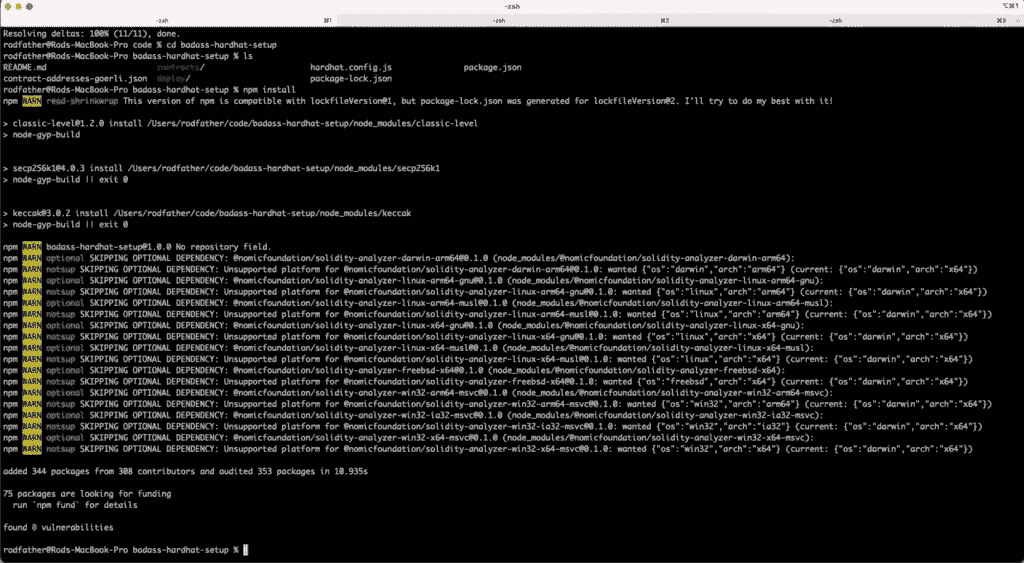 -zsh
⌥⌘1
-zsh ⌘1 -zsh ⌘2 -zsh ⌘3
Resolving deltas: 100% (11/11), done.
rodfather@Rods-MacBook-Pro code % cd badass-hardhat-setup
rodfather@Rods-MacBook-Pro badass-hardhat-setup % ls
README.md contracts/ hardhat.config.js package.json
contract-addresses-goerli.json deploy/ package-lock.json
rodfather@Rods-MacBook-Pro badass-hardhat-setup % npm install
npm WARN read-shrinkwrap This version of npm is compatible with lockfileVersion@1, but package-lock.json was generated for lockfileVersion@2. I'll try to do my best with it!
> classic-level@1.2.0 install /Users/rodfather/code/badass-hardhat-setup/node_modules/classic-level
> node-gyp-build
> secp256k1@4.0.3 install /Users/rodfather/code/badass-hardhat-setup/node_modules/secp256k1
> node-gyp-build || exit 0
> keccak@3.0.2 install /Users/rodfather/code/badass-hardhat-setup/node_modules/keccak
> node-gyp-build || exit 0
npm WARN badass-hardhat-setup@1.0.0 No repository field.
npm WARN optional SKIPPING OPTIONAL DEPENDENCY: @nomicfoundation/solidity-analyzer-darwin-arm64@0.1.0 (node_modules/@nomicfoundation/solidity-analyzer-darwin-arm64):
npm WARN notsup SKIPPING OPTIONAL DEPENDENCY: Unsupported platform for @nomicfoundation/solidity-analyzer-darwin-arm64@0.1.0: wanted {"os":"darwin","arch":"arm64"} (current: {"os":"darwin","arch":"x64"})
npm WARN optional SKIPPING OPTIONAL DEPENDENCY: @nomicfoundation/solidity-analyzer-linux-arm64-gnu@0.1.0 (node_modules/@nomicfoundation/solidity-analyzer-linux-arm64-gnu):
npm WARN notsup SKIPPING OPTIONAL DEPENDENCY: Unsupported platform for @nomicfoundation/solidity-analyzer-linux-arm64-gnu@0.1.0: wanted {"os":"linux","arch":"arm64"} (current: {"os":"darwin","arch":"x64"})
npm WARN optional SKIPPING OPTIONAL DEPENDENCY: @nomicfoundation/solidity-analyzer-linux-arm64-musl@0.1.0 (node_modules/@nomicfoundation/solidity-analyzer-linux-arm64-musl):
npm WARN notsup SKIPPING OPTIONAL DEPENDENCY: Unsupported platform for @nomicfoundation/solidity-analyzer-linux-arm64-musl@0.1.0: wanted {"os":"linux","arch":"arm64"} (current: {"os":"darwin","arch":"x64"})
npm WARN optional SKIPPING OPTIONAL DEPENDENCY: @nomicfoundation/solidity-analyzer-linux-x64-gnu@0.1.0 (node_modules/@nomicfoundation/solidity-analyzer-linux-x64-gnu):
npm WARN notsup SKIPPING OPTIONAL DEPENDENCY: Unsupported platform for @nomicfoundation/solidity-analyzer-linux-x64-gnu@0.1.0: wanted {"os":"linux","arch":"x64"} (current: {"os":"darwin","arch":"x64"})
npm WARN optional SKIPPING OPTIONAL DEPENDENCY: @nomicfoundation/solidity-analyzer-linux-x64-musl@0.1.0 (node_modules/@nomicfoundation/solidity-analyzer-linux-x64-musl):
npm WARN notsup SKIPPING OPTIONAL DEPENDENCY: Unsupported platform for @nomicfoundation/solidity-analyzer-linux-x64-musl@0.1.0: wanted {"os":"linux","arch":"x64"} (current: {"os":"darwin","arch":"x64"})
npm WARN optional SKIPPING OPTIONAL DEPENDENCY: @nomicfoundation/solidity-analyzer-freebsd-x64@0.1.0 (node_modules/@nomicfoundation/solidity-analyzer-freebsd-x64):
npm WARN notsup SKIPPING OPTIONAL DEPENDENCY: Unsupported platform for @nomicfoundation/solidity-analyzer-freebsd-x64@0.1.0: wanted {"os":"freebsd","arch":"x64"} (current: {"os":"darwin","arch":"x64"})
npm WARN optional SKIPPING OPTIONAL DEPENDENCY: @nomicfoundation/solidity-analyzer-win32-arm64-msvc@0.1.0 (node_modules/@nomicfoundation/solidity-analyzer-win32-arm64-msvc):
npm WARN notsup SKIPPING OPTIONAL DEPENDENCY: Unsupported platform for @nomicfoundation/solidity-analyzer-win32-arm64-msvc@0.1.0: wanted {"os":"win32","arch":"arm64"} (current: {"os":"darwin","arch":"x64"})
npm WARN optional SKIPPING OPTIONAL DEPENDENCY: @nomicfoundation/solidity-analyzer-win32-ia32-msvc@0.1.0 (node_modules/@nomicfoundation/solidity-analyzer-win32-ia32-msvc):
npm WARN notsup SKIPPING OPTIONAL DEPENDENCY: Unsupported platform for @nomicfoundation/solidity-analyzer-win32-ia32-msvc@0.1.0: wanted {"os":"win32","arch":"ia32"} (current: {"os":"darwin","arch":"x64"})
npm WARN optional SKIPPING OPTIONAL DEPENDENCY: @nomicfoundation/solidity-analyzer-win32-x64-msvc@0.1.0 (node_modules/@nomicfoundation/solidity-analyzer-win32-x64-msvc):
npm WARN notsup SKIPPING OPTIONAL DEPENDENCY: Unsupported platform for @nomicfoundation/solidity-analyzer-win32-x64-msvc@0.1.0: wanted {"os":"win32","arch":"x64"} (current: {"os":"darwin","arch":"x64"})
added 344 packages from 308 contributors and audited 353 packages in 10.935s
75 packages are looking for funding
run `npm fund` for details
found 0 vulnerabilities
rodfather@Rods-MacBook-Pro badass-hardhat-setup %